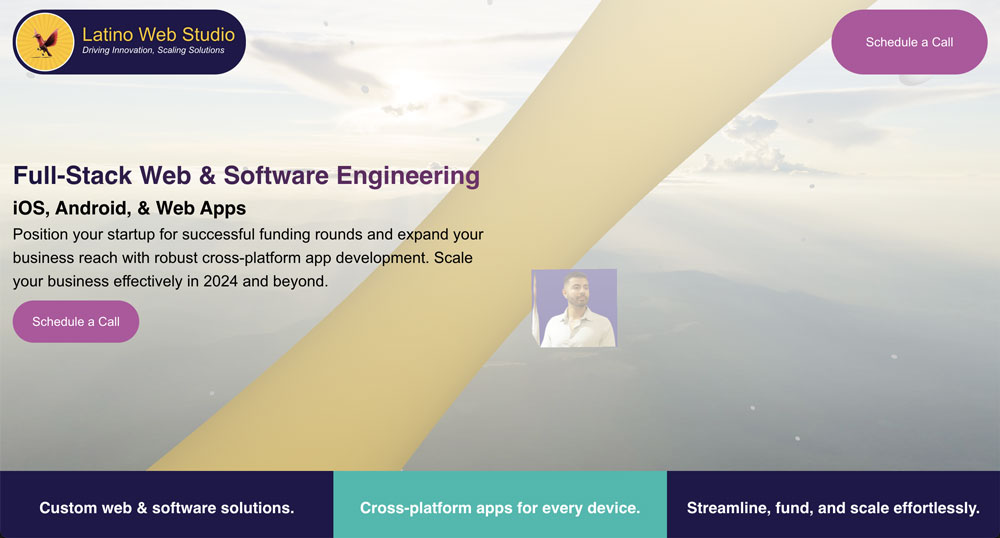 Latino Web Studio
Driving Innovation, Scaling Solutions
Schedule a Call
Full-Stack Web & Software Engineering
iOS, Android, & Web Apps
Position your startup for successful funding rounds and expand your
business reach with robust cross-platform app development. Scale
your business effectively in 2024 and beyond.
Schedule a Call
Custom web & software solutions.
Cross-platform apps for every device.
Streamline, fund, and scale effortlessly.